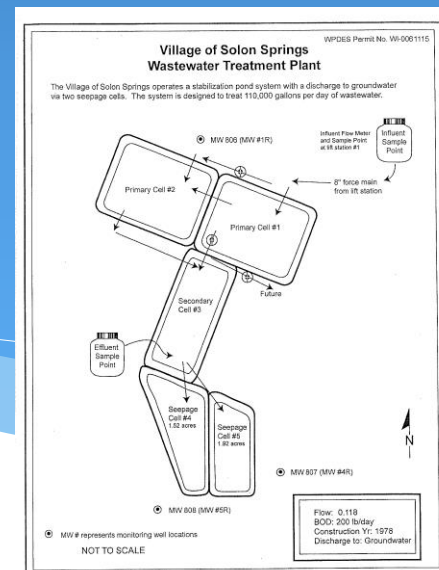 WPDES Permit No. WI-0061115
Village of Solon Springs
Wastewater Treatment Plant
The Village of Solon Springs operates a stabilization pond system with a discharge to groundwater
via two seepage cells. The system is designed to treat 110,000 gallons per day of wastewater.
MW 806 (MW #1R)
Influent Flow Meter
and Sample Point
at lift station #1
Influent
Sample
Point
8" force main
from lift station
Primary Cell #2
Primary Cell #1
Future
Secondary
Cell #3
Effluent
Sample
Point
Seepage
Cell #4
1.52 acres
Seepage
Cell #5
1.92 acres
N
MW 807 (MW #4R)
MW 808 (MW #5R)
MW # represents monitoring well locations
NOT TO SCALE
Flow: 0.118
BOD: 200 lb/day
Construction Yr: 1978
Discharge to: Groundwater